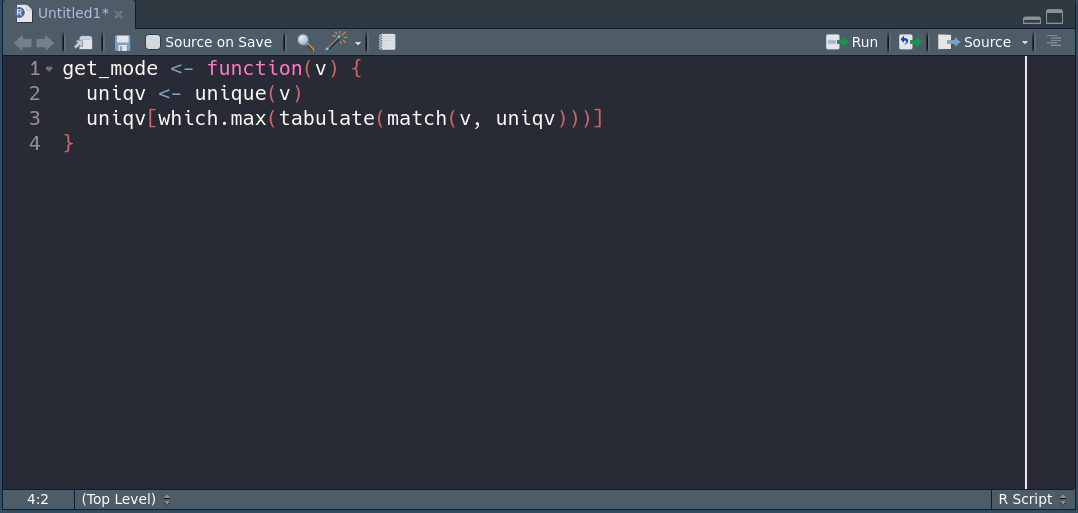 Untitled1*
Source on Save
Run
Source
1 get_mode <- function(v) {
2   uniqv <- unique(v)
3   uniqv[which.max(tabulate(match(v, uniqv)))]
4 }
4:2
(Top Level)
R Script